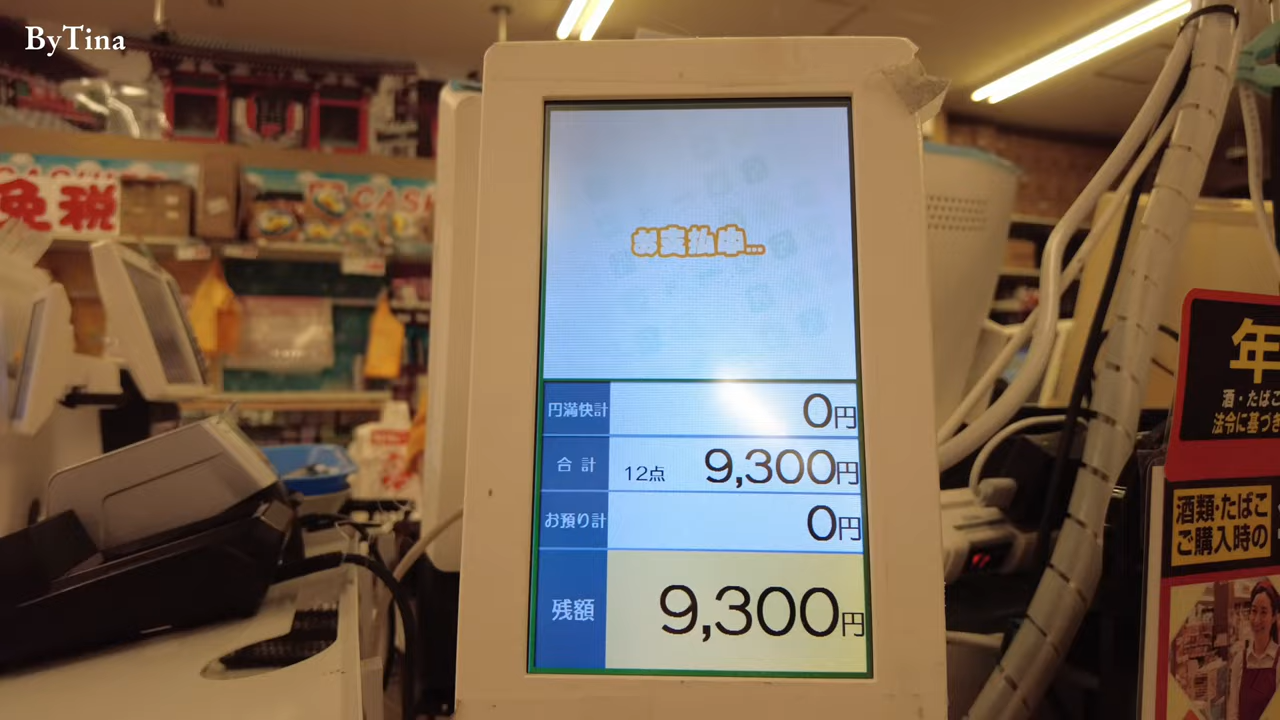 ByTina
免税
CASH
お支払中...
円満快計 0円
合計 12点 9,300円
お預り計 0円
残額 9,300円
年
酒・たばこ
法令に基づき
酒類・たばこ
ご購入時の